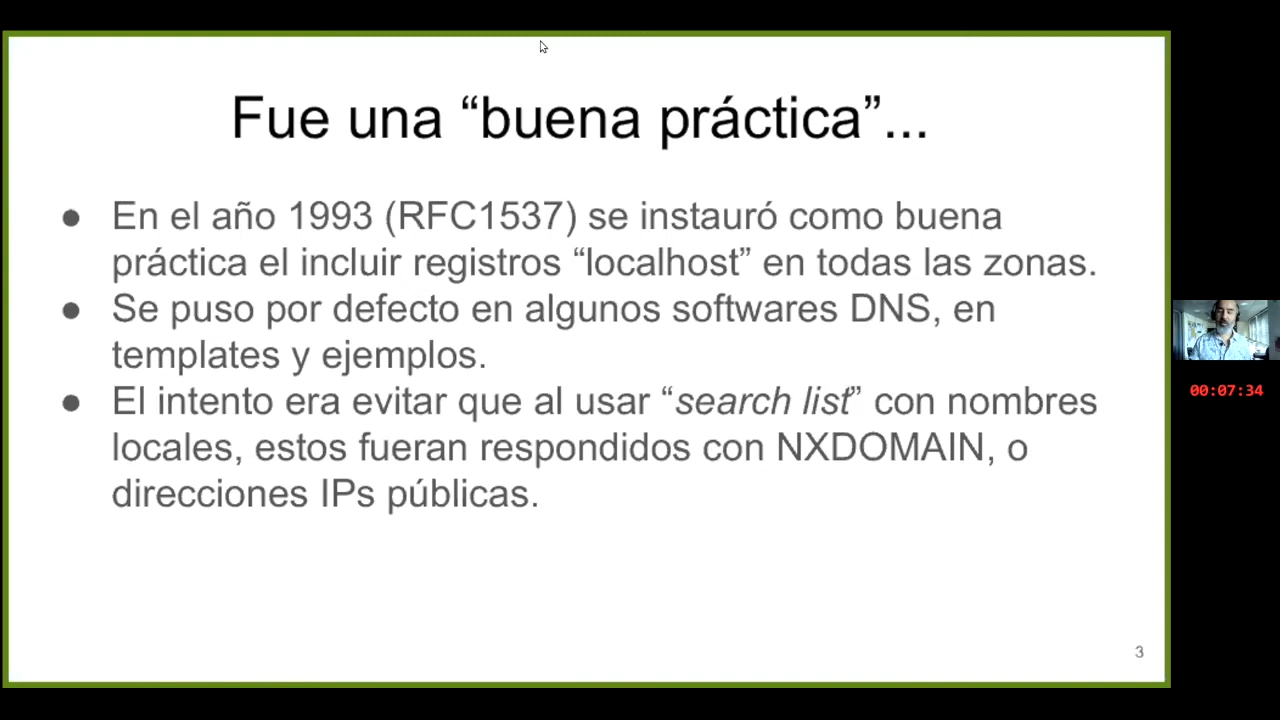 Fue una “buena práctica”...
● En el año 1993 (RFC1537) se instauró como buena
práctica el incluir registros “localhost” en todas las zonas.
● Se puso por defecto en algunos softwares DNS, en
templates y ejemplos.
● El intento era evitar que al usar “search list” con nombres
locales, estos fueran respondidos con NXDOMAIN, o
direcciones IPs públicas.
00:07:34
3